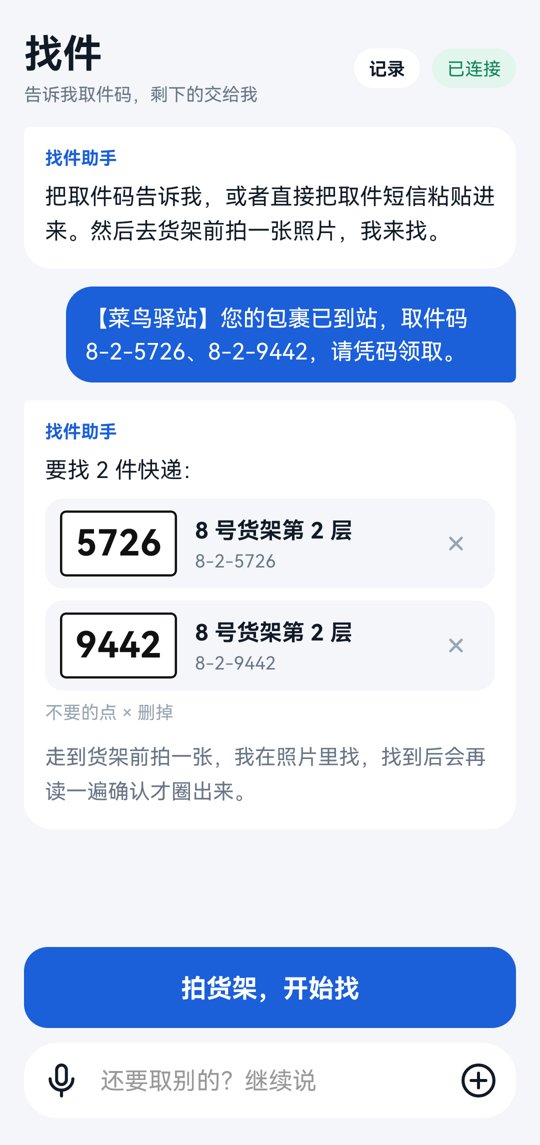 找件
告诉我取件码，剩下的交给我
记录
已连接
找件助手
把取件码告诉我，或者直接把取件短信粘贴进
来。然后去货架前拍一张照片，我来找。
【菜鸟驿站】您的包裹已到站，取件码
8-2-5726、8-2-9442，请凭码领取。
找件助手
要找 2 件快递：
5726
8 号货架第 2 层
8-2-5726
×
9442
8 号货架第 2 层
8-2-9442
×
不要的点 × 删掉
走到货架前拍一张，我在照片里找，找到后会再
读一遍确认才圈出来。
拍货架，开始找
还要取别的？继续说